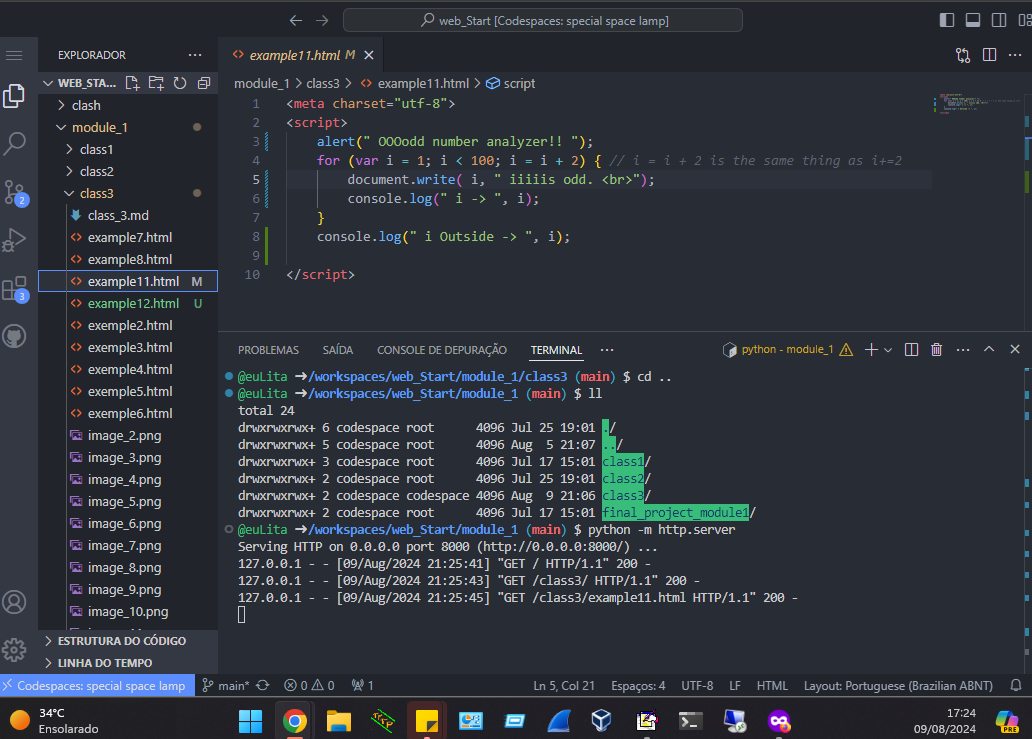 web_Start [Codespaces: special space lamp]
EXPLORADOR
WEB_STA...
clash
module_1
class1
class2
class3
class_3.md
example7.html
example8.html
example11.html M
example12.html U
exemple2.html
exemple3.html
exemple4.html
exemple5.html
exemple6.html
image_2.png
image_3.png
image_4.png
image_5.png
image_6.png
image_7.png
image_8.png
image_9.png
image_10.png
ESTRUTURA DO CÓDIGO
LINHA DO TEMPO
2
3
example11.html M
module_1 > class3 > example11.html > script
1 <meta charset="utf-8">
2 <script>
3 alert(" OOOodd number analyzer!! ");
4 for (var i = 1; i < 100; i = i + 2) { // i = i + 2 is the same thing as i+=2
5 document.write( i, " iiiiis odd. <br>");
6 console.log(" i -> ", i);
7 }
8 console.log(" i Outside -> ", i);
9
10 </script>
PROBLEMAS SAÍDA CONSOLE DE DEPURAÇÃO TERMINAL
python - module_1
@euLita ➜/workspaces/web_Start/module_1/class3 (main) $ cd ..
@euLita ➜/workspaces/web_Start/module_1 (main) $ ll
total 24
drwxrwxrwx+ 6 codespace root 4096 Jul 25 19:01 ./
drwxrwxrwx+ 5 codespace root 4096 Aug 5 21:07 ../
drwxrwxrwx+ 3 codespace root 4096 Jul 17 15:01 class1/
drwxrwxrwx+ 2 codespace root 4096 Jul 25 19:01 class2/
drwxrwxrwx+ 2 codespace codespace 4096 Aug 9 21:06 class3/
drwxrwxrwx+ 2 codespace root 4096 Jul 17 15:01 final_project_module1/
@euLita ➜/workspaces/web_Start/module_1 (main) $ python -m http.server
Serving HTTP on 0.0.0.0 port 8000 (http://0.0.0.0:8000/) ...
127.0.0.1 - - [09/Aug/2024 21:25:41] "GET / HTTP/1.1" 200 -
127.0.0.1 - - [09/Aug/2024 21:25:43] "GET /class3/ HTTP/1.1" 200 -
127.0.0.1 - - [09/Aug/2024 21:25:45] "GET /class3/example11.html HTTP/1.1" 200 -
Codespaces: special space lamp main* 0 0 1 Ln 5, Col 21 Espaços: 4 UTF-8 LF HTML Layout: Portuguese (Brazilian ABNT)
34°C
Ensolarado
17:24
09/08/2024
PRE